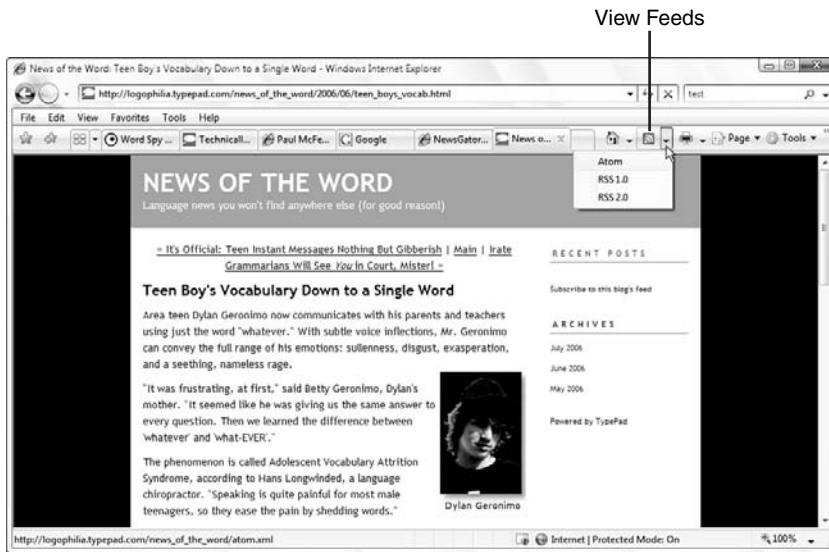 View Feeds
News of the Word: Teen Boy's Vocabulary Down to a Single Word - Windows Internet Explorer
http://logophilia.typepad.com/news_of_the_word/2006/06/teen_boys_vocab.html
test
File Edit View Favorites Tools Help
Word Spy ... Technicall... Paul McFe... Google NewsGator... News o... Page Tools
Atom
RSS 1.0
RSS 2.0
NEWS OF THE WORD
Language news you won't find anywhere else (for good reason!)
« It's Official: Teen Instant Messages Nothing But Gibberish | Main | Irate
Grammarians Will See You in Court, Mister! »
Teen Boy's Vocabulary Down to a Single Word
Area teen Dylan Geronimo now communicates with his parents and teachers
using just the word "whatever." With subtle voice inflections, Mr. Geronimo
can convey the full range of his emotions: sullenness, disgust, exasperation,
and a seething, nameless rage.
"It was frustrating, at first," said Betty Geronimo, Dylan's
mother. "It seemed like he was giving us the same answer to
every question. Then we learned the difference between
'whatever' and 'what-EVER'."
The phenomenon is called Adolescent Vocabulary Attrition
Syndrome, according to Hans Longwinded, a language
chiropractor. "Speaking is quite painful for most male
teenagers, so they ease the pain by shedding words."
Dylan Geronimo
RECENT POSTS
Subscribe to this blog's feed
ARCHIVES
July 2006
June 2006
May 2006
Powered by TypePad
http://logophilia.typepad.com/news_of_the_word/atom.xml
Internet | Protected Mode: On
100%